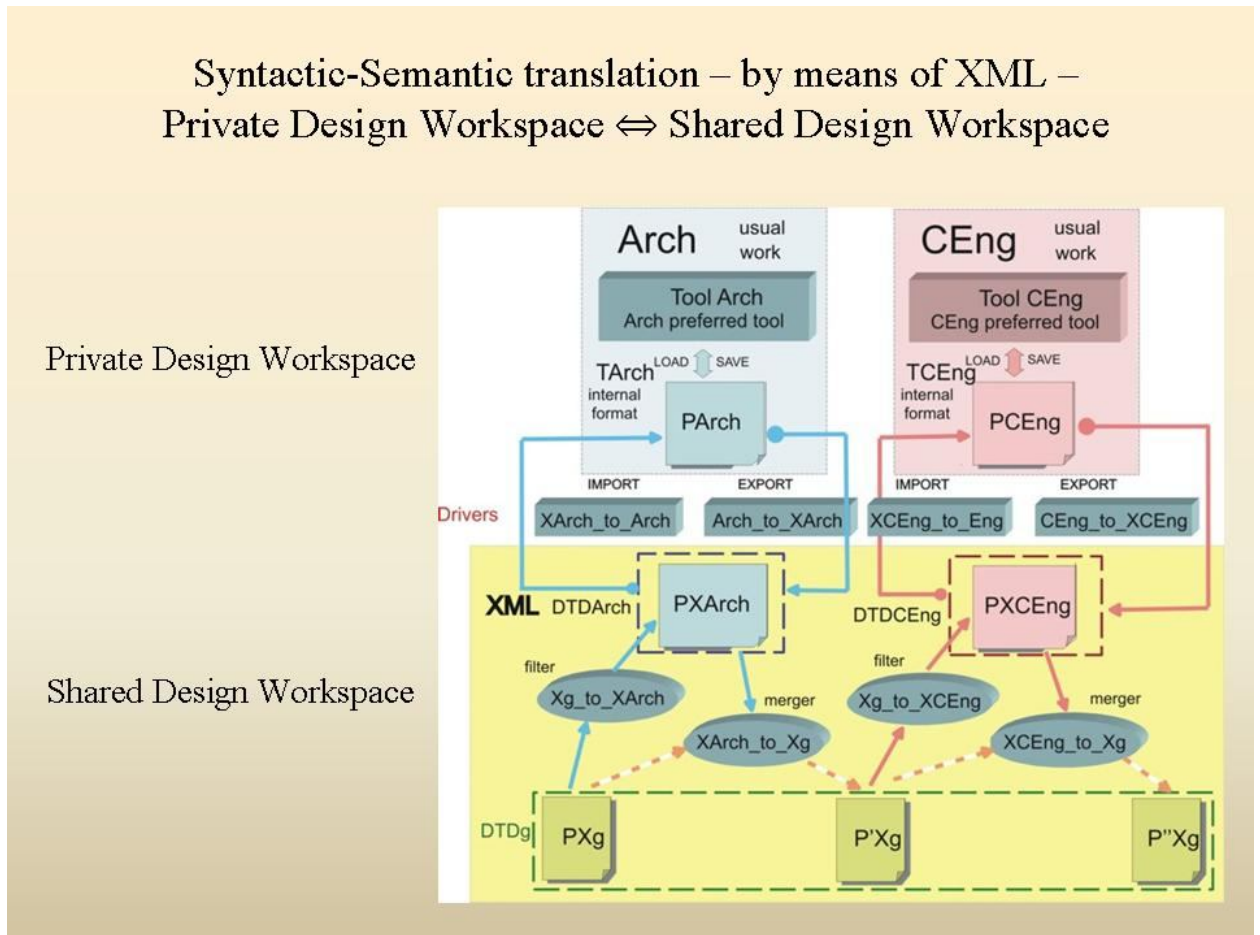 Syntactic-Semantic translation – by means of XML –
Private Design Workspace ⇔ Shared Design Workspace
Private Design Workspace
Arch
usual
work
Tool Arch
Arch preferred tool
LOAD
SAVE
TArch
internal
format
PArch
CEng
usual
work
Tool CEng
CEng preferred tool
LOAD
SAVE
TCEng
internal
format
PCEng
IMPORT
EXPORT
IMPORT
EXPORT
Drivers
XArch_to_Arch
Arch_to_XArch
XCEng_to_Eng
CEng_to_XCEng
Shared Design Workspace
XML
DTDArch
PXArch
DTDCEng
PXCEng
filter
Xg_to_XArch
merger
XArch_to_Xg
filter
Xg_to_XCEng
merger
XCEng_to_Xg
DTDg
PXg
P'Xg
P''Xg